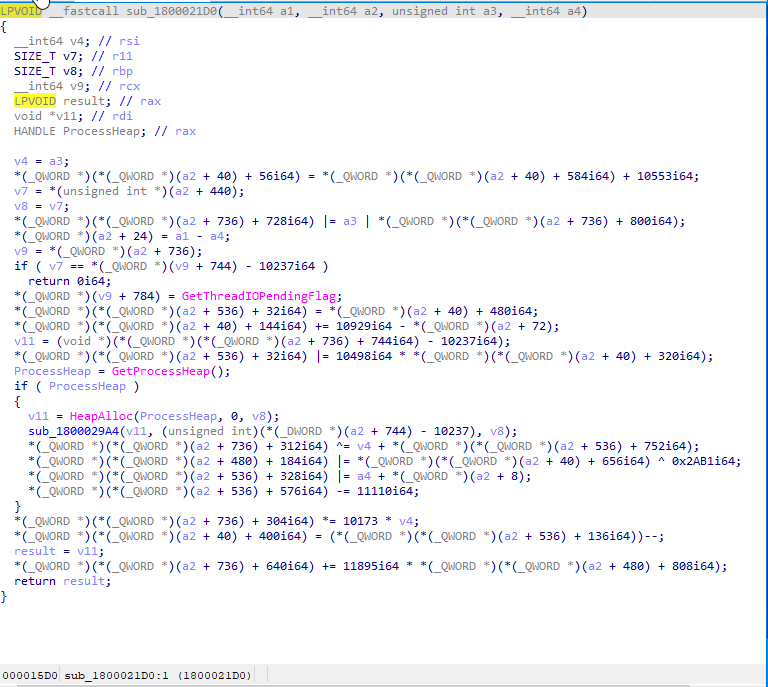 LPVOID __fastcall sub_1800021D0(__int64 a1, __int64 a2, unsigned int a3, __int64 a4)
{
__int64 v4; // rsi
SIZE_T v7; // r11
SIZE_T v8; // rbp
__int64 v9; // rcx
LPVOID result; // rax
void *v11; // rdi
HANDLE ProcessHeap; // rax
v4 = a3;
*(_QWORD *)(*(_QWORD *)(a2 + 40) + 56i64) = *(_QWORD *)(*(_QWORD *)(a2 + 40) + 584i64) + 10553i64;
v7 = *(unsigned int *)(a2 + 440);
v8 = v7;
*(_QWORD *)(*(_QWORD *)(a2 + 736) + 728i64) |= a3 | *(_QWORD *)(*(_QWORD *)(a2 + 736) + 800i64);
*(_QWORD *)(a2 + 24) = a1 - a4;
v9 = *(_QWORD *)(a2 + 736);
if ( v7 == *(_QWORD *)(v9 + 744) - 10237i64 )
return 0i64;
*(_QWORD *)(v9 + 784) = GetThreadIOPendingFlag;
*(_QWORD *)(*(_QWORD *)(a2 + 536) + 32i64) = *(_QWORD *)(a2 + 40) + 480i64;
*(_QWORD *)(*(_QWORD *)(a2 + 40) + 144i64) += 10929i64 - *(_QWORD *)(a2 + 72);
v11 = (void *)(*(_QWORD *)(*(_QWORD *)(a2 + 736) + 744i64) - 10237i64);
*(_QWORD *)(*(_QWORD *)(a2 + 536) + 32i64) |= 10498i64 * *(_QWORD *)(*(_QWORD *)(a2 + 40) + 320i64);
ProcessHeap = GetProcessHeap();
if ( ProcessHeap )
{
v11 = HeapAlloc(ProcessHeap, 0, v8);
sub_1800029A4(v11, (unsigned int)(*(_DWORD *)(a2 + 744) - 10237), v8);
*(_QWORD *)(*(_QWORD *)(a2 + 736) + 312i64) ^= v4 + *(_QWORD *)(*(_QWORD *)(a2 + 536) + 752i64);
*(_QWORD *)(*(_QWORD *)(a2 + 480) + 184i64) |= *(_QWORD *)(*(_QWORD *)(a2 + 40) + 656i64) ^ 0x2AB1i64;
*(_QWORD *)(*(_QWORD *)(a2 + 536) + 328i64) |= a4 + *(_QWORD *)(a2 + 8);
*(_QWORD *)(*(_QWORD *)(a2 + 536) + 576i64) -= 11110i64;
}
*(_QWORD *)(*(_QWORD *)(a2 + 736) + 304i64) *= 10173 * v4;
*(_QWORD *)(*(_QWORD *)(a2 + 40) + 400i64) = (*(_QWORD *)(*(_QWORD *)(a2 + 536) + 136i64))--;
result = v11;
*(_QWORD *)(*(_QWORD *)(a2 + 736) + 640i64) += 11895i64 * *(_QWORD *)(*(_QWORD *)(a2 + 480) + 808i64);
return result;
}
000015D0 sub_1800021D0:1 (1800021D0)